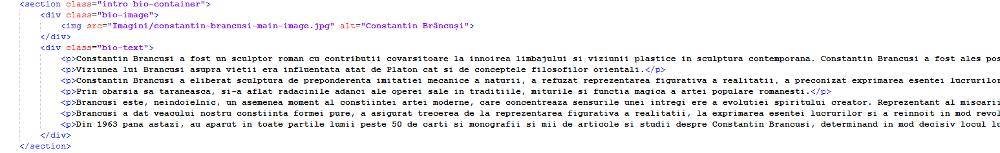 <section class="intro bio-container">
<div class="bio-image">
<img src="Imagini/constantin-brancusi-main-image.jpg" alt="Constantin Brâncuși">
</div>
<div class="bio-text">
<p>Constantin Brancusi a fost un sculptor roman cu contributii covarsitoare la innoirea limbajului si viziunii plastice in sculptura contemporana. Constantin Brancusi a fost ales pos
<p>Viziunea lui Brancusi asupra vietii era influentata atat de Platon cat si de conceptele filosofilor orientali.</p>
<p>Constantin Brancusi a eliberat sculptura de preponderenta imitatiei mecanice a naturii, a refuzat reprezentarea figurativa a realitatii, a preconizat exprimarea esentei lucrurilor
<p>Prin obarsia sa taraneasca, si-a aflat radacinile adanci ale operei sale in traditiile, miturile si functia magica a artei populare romanesti.</p>
<p>Brancusi este, neindoielnic, un asemenea moment al constiintei artei moderne, care concentreaza sensurile unei intregi ere a evolutiei spiritului creator. Reprezentant al miscarii
<p>Brancusi a dat veacului nostru constiinta formei pure, a asigurat trecerea de la reprezentarea figurativa a realitatii, la exprimarea esentei lucrurilor si a reinnoit in mod revol
<p>Din 1963 pana astazi, au aparut in toate partile lumii peste 50 de carti si monografii si mii de articole si studii despre Constantin Brancusi, determinand in mod decisiv locul lu
</div>
</section>